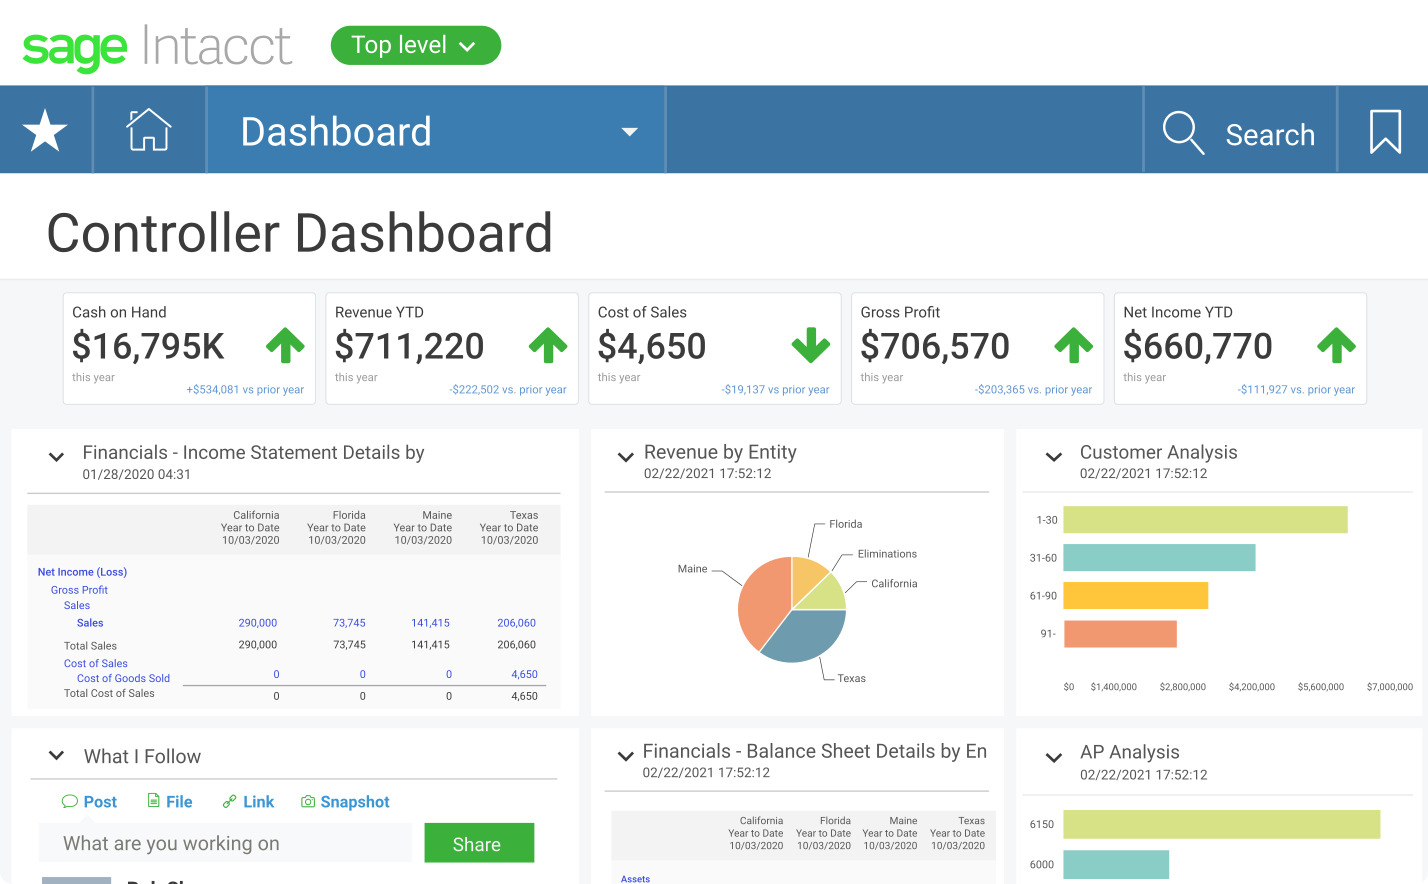 sage Intacct
Top level
Dashboard
Search
Controller Dashboard
Cash on Hand
$16,795K
this year
+$534,081 vs prior year
Revenue YTD
$711,220
this year
-$222,502 vs. prior year
Cost of Sales
$4,650
this year
-$19,137 vs prior year
Gross Profit
$706,570
this year
-$203,365 vs. prior year
Net Income YTD
$660,770
this year
-$111,927 vs. prior year
Financials - Income Statement Details by
01/28/2020 04:31
California Florida Maine Texas
Year to Date Year to Date Year to Date Year to Date
10/03/2020 10/03/2020 10/03/2020 10/03/2020
Net Income (Loss)
Gross Profit
Sales
Sales 290,000 73,745 141,415 206,060
Total Sales 290,000 73,745 141,415 206,060
Cost of Sales
Cost of Goods Sold 0 0 0 4,650
Total Cost of Sales 0 0 0 4,650
Revenue by Entity
02/22/2021 17:52:12
Florida
Eliminations
Maine
California
Texas
Customer Analysis
02/22/2021 17:52:12
1-30
31-60
61-90
91-
$0 $1,400,000 $2,800,000 $4,200,000 $5,600,000 $7,000,000
What I Follow
Post File Link Snapshot
What are you working on
Share
Financials - Balance Sheet Details by En
02/22/2021 17:52:12
California Florida Maine Texas
Year to Date Year to Date Year to Date Year to Date
10/03/2020 10/03/2020 10/03/2020 10/03/2020
Assets
AP Analysis
02/22/2021 17:52:12
6150
6000